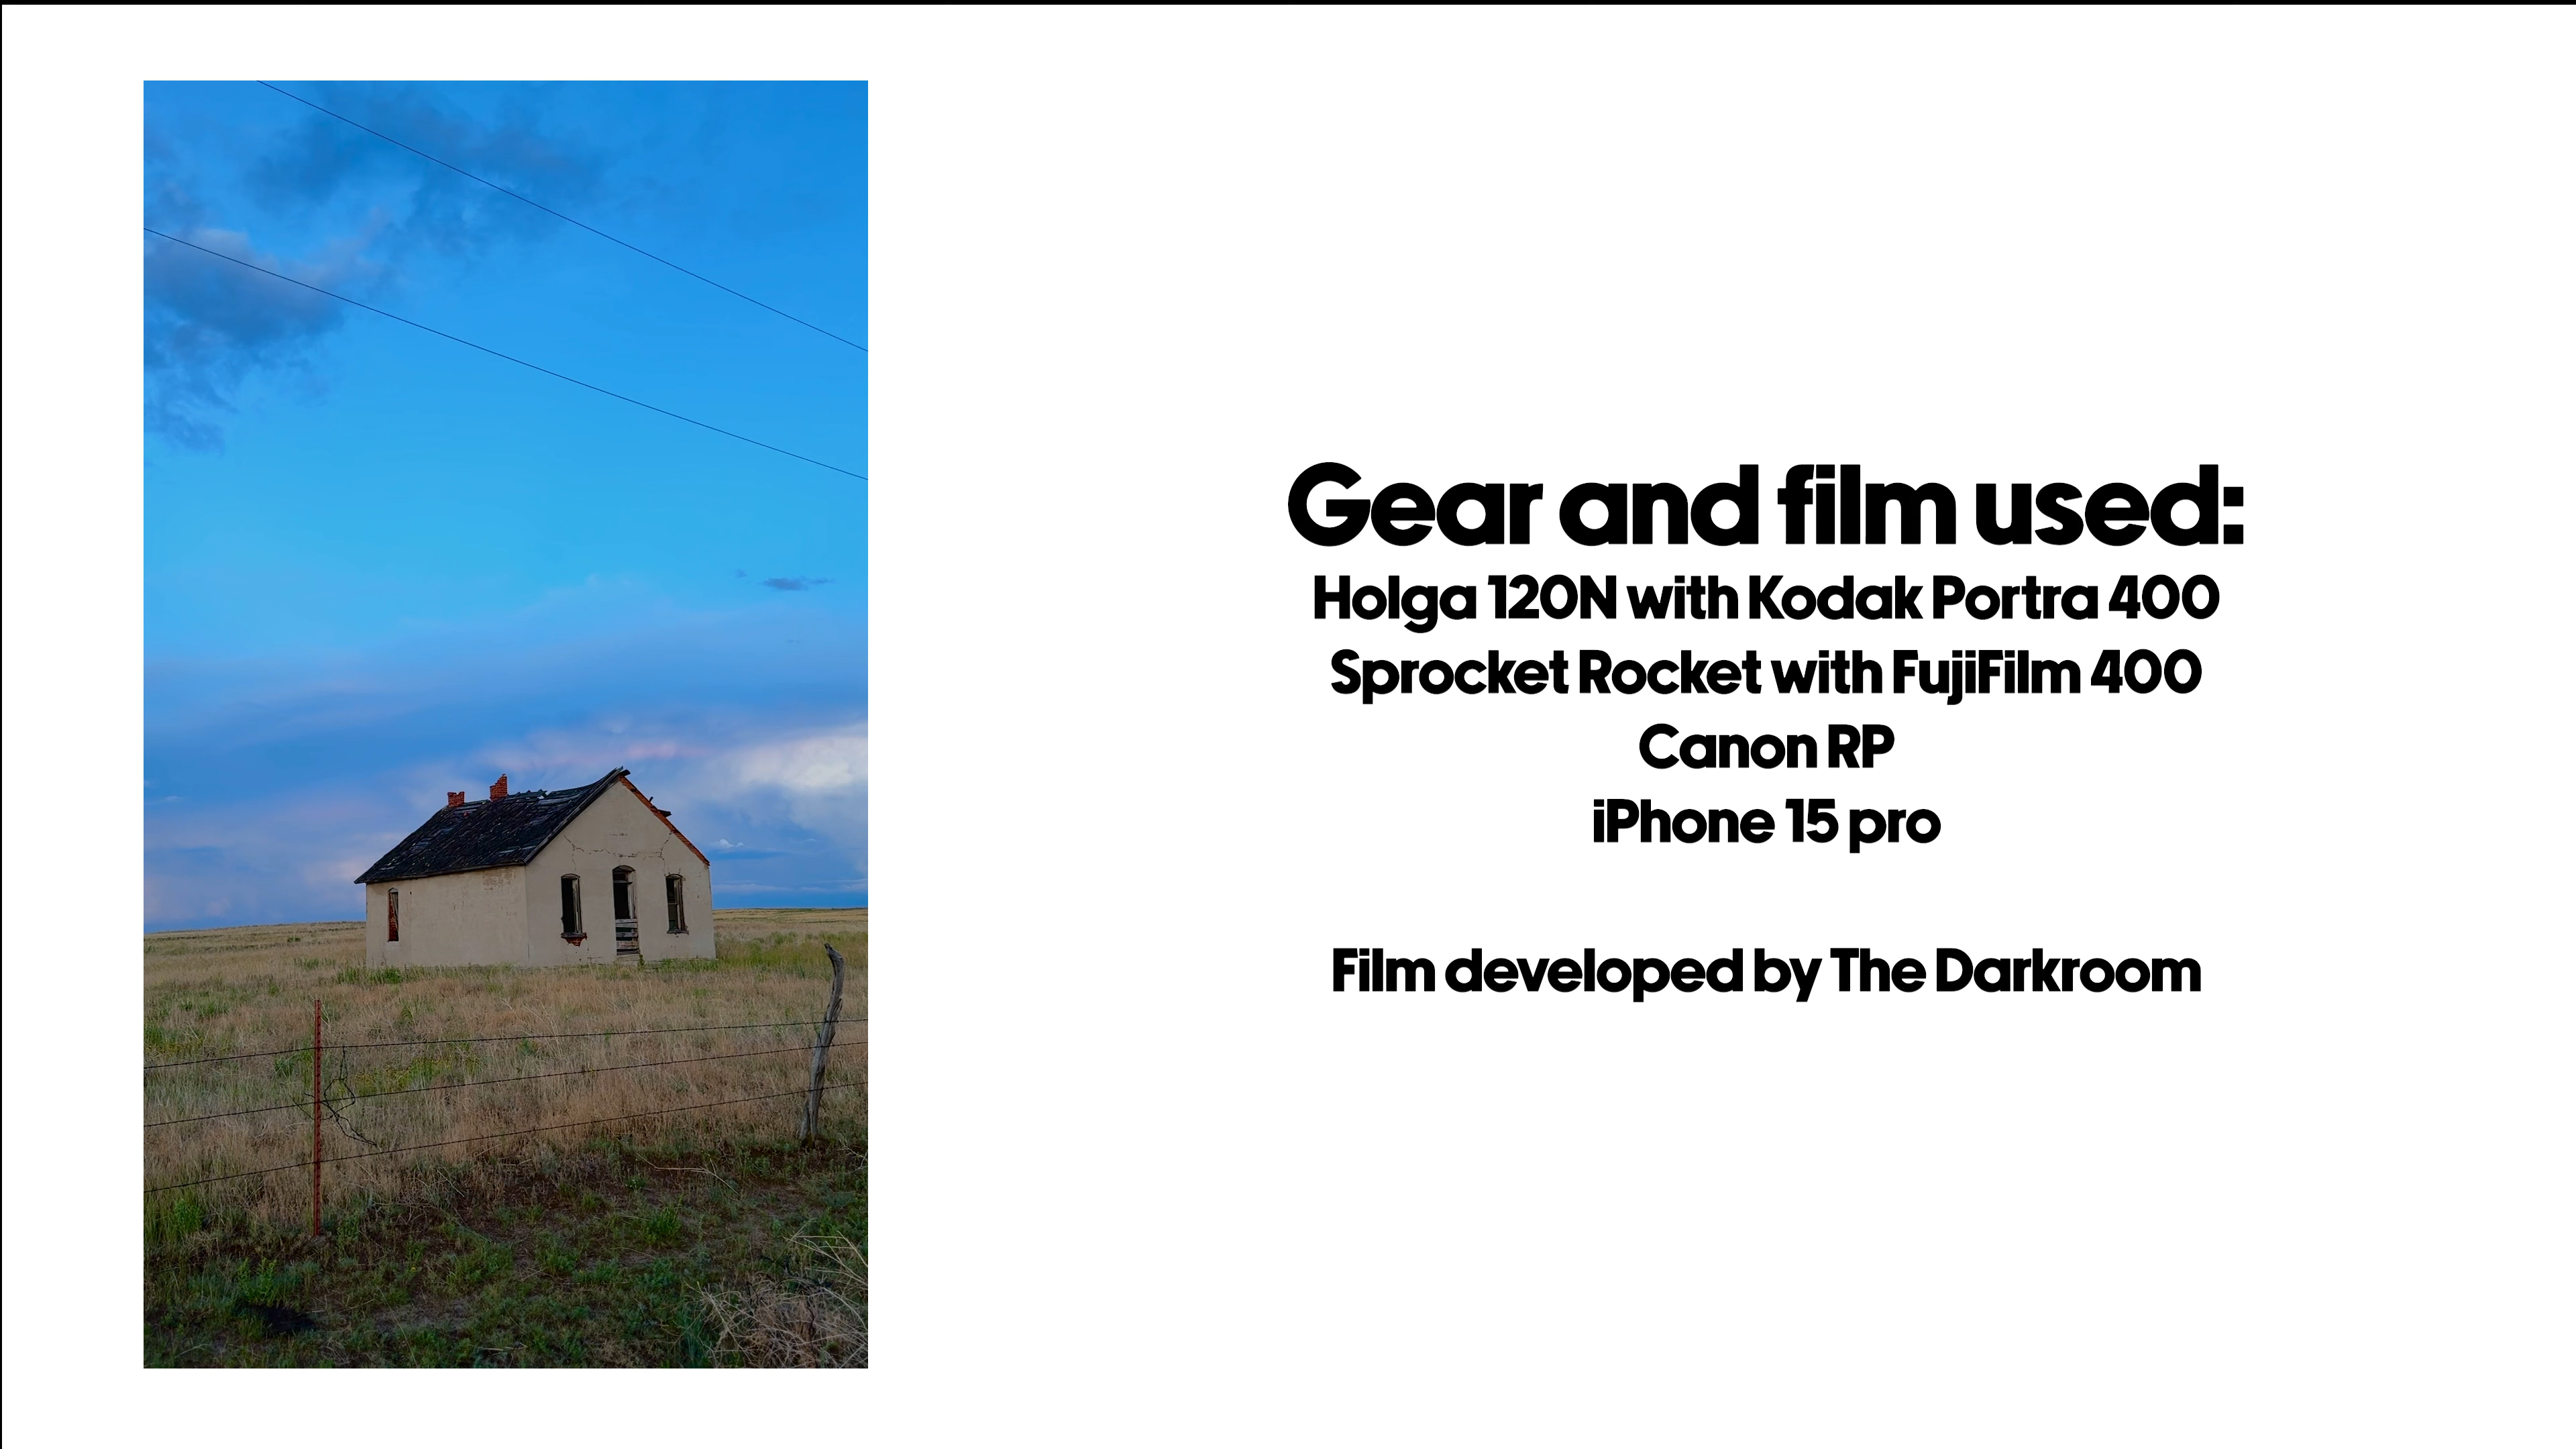 Gear and film used:
Holga 120N with Kodak Portra 400
Sprocket Rocket with FujiFilm 400
Canon RP
iPhone 15 pro
Film developed by The Darkroom